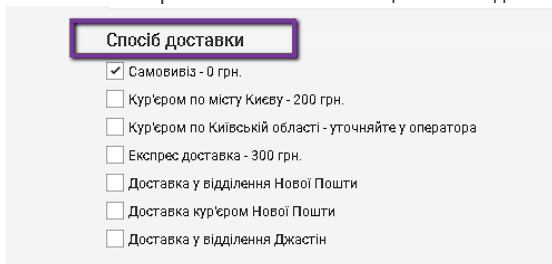 Спосіб доставки
Самовивіз - 0 грн.
Кур'єром по місту Києву - 200 грн.
Кур'єром по Київській області - уточняйте у оператора
Експрес доставка - 300 грн.
Доставка у відділення Нової Пошти
Доставка кур'єром Нової Пошти
Доставка у відділення Джастін